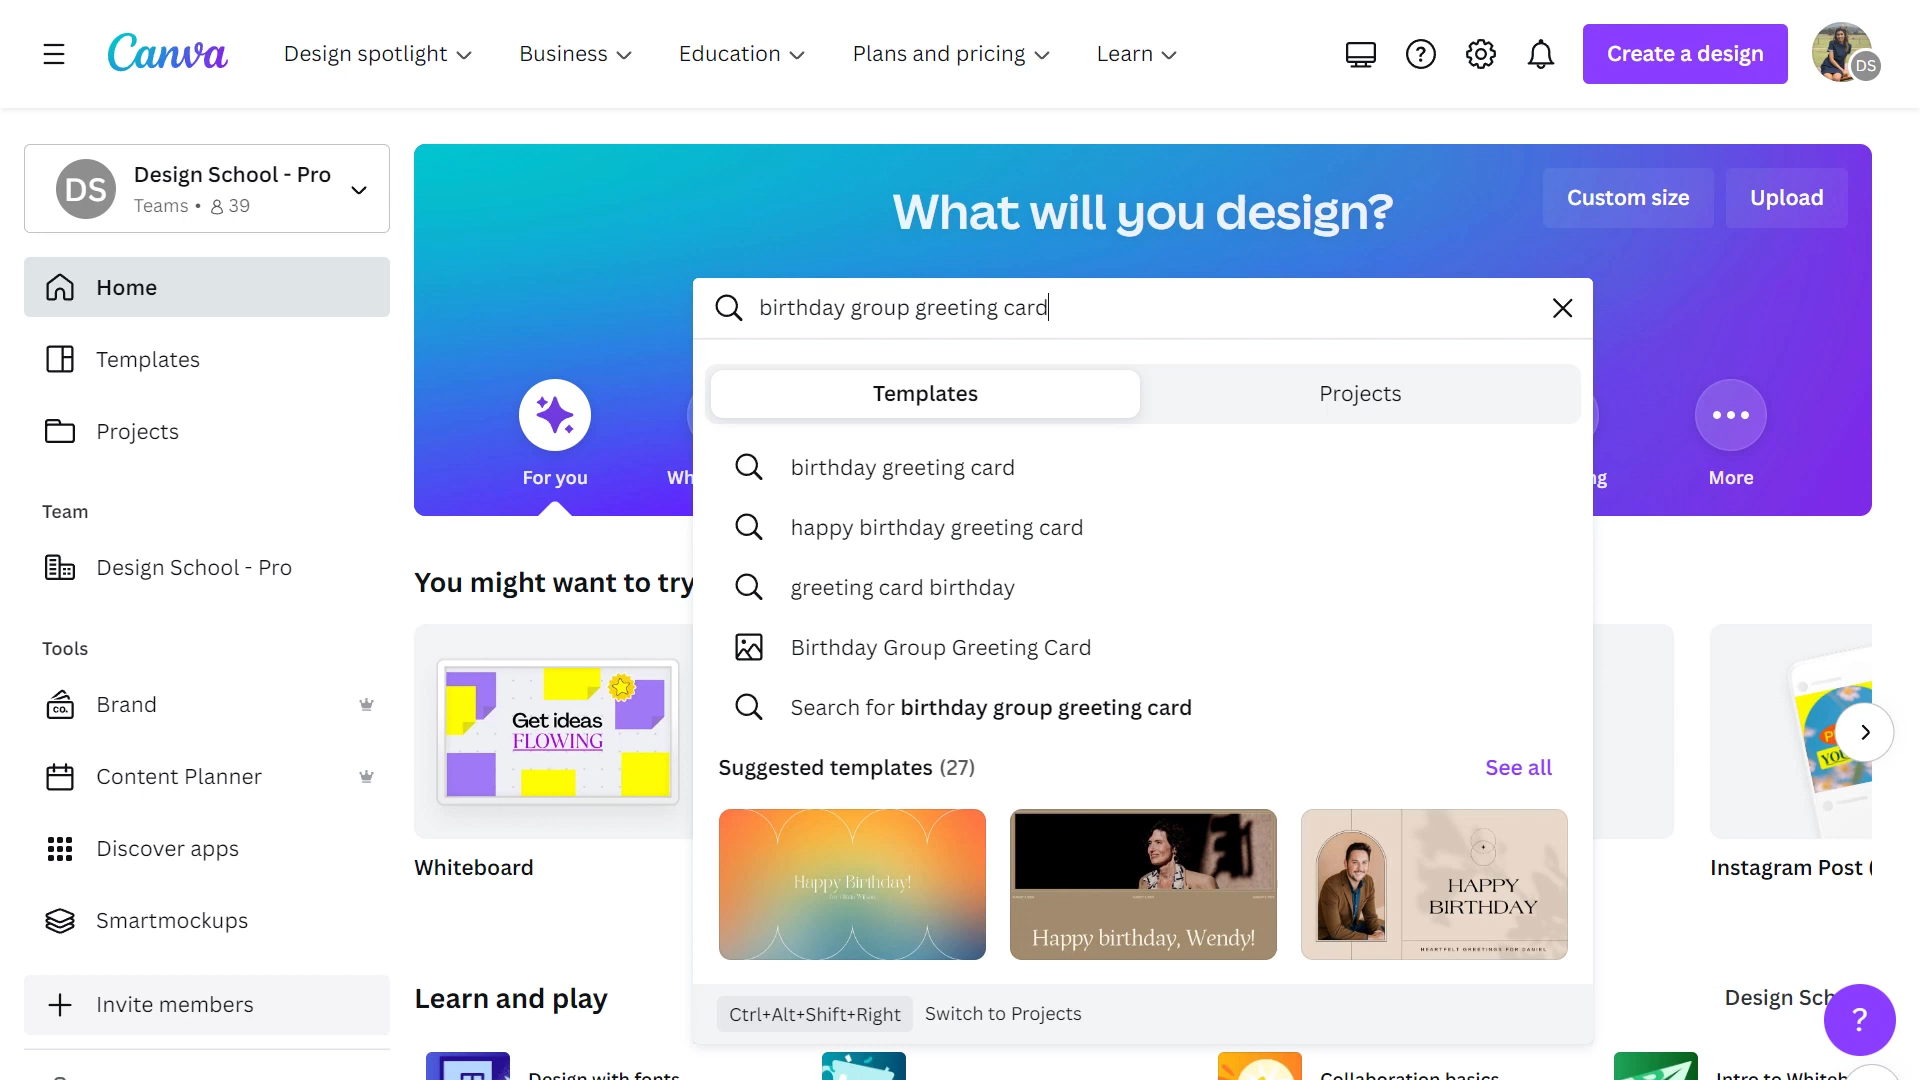 Canva
Design spotlight
Business
Education
Plans and pricing
Learn
Create a design
DS
DS
Design School - Pro
Teams • 39
Home
Templates
Projects
Team
Design School - Pro
Tools
CO.
Brand
Content Planner
Discover apps
Smartmockups
Invite members
What will you design?
Custom size
Upload
birthday group greeting card
Templates
Projects
For you
Wh
ng
More
birthday greeting card
happy birthday greeting card
greeting card birthday
Birthday Group Greeting Card
Search for birthday group greeting card
Suggested templates (27)
See all
Happy Birthday!
Happy birthday, Wendy!
HAPPY
BIRTHDAY
HEARTFELT GREETINGS FOR DANIEL
Ctrl+Alt+Shift+Right
Switch to Projects
You might want to try
Get ideas
FLOWING
Whiteboard
YOU
Instagram Post (
Learn and play
Design Sch
?
Design with fonts
Collaboration basics
Intro to Whiteb